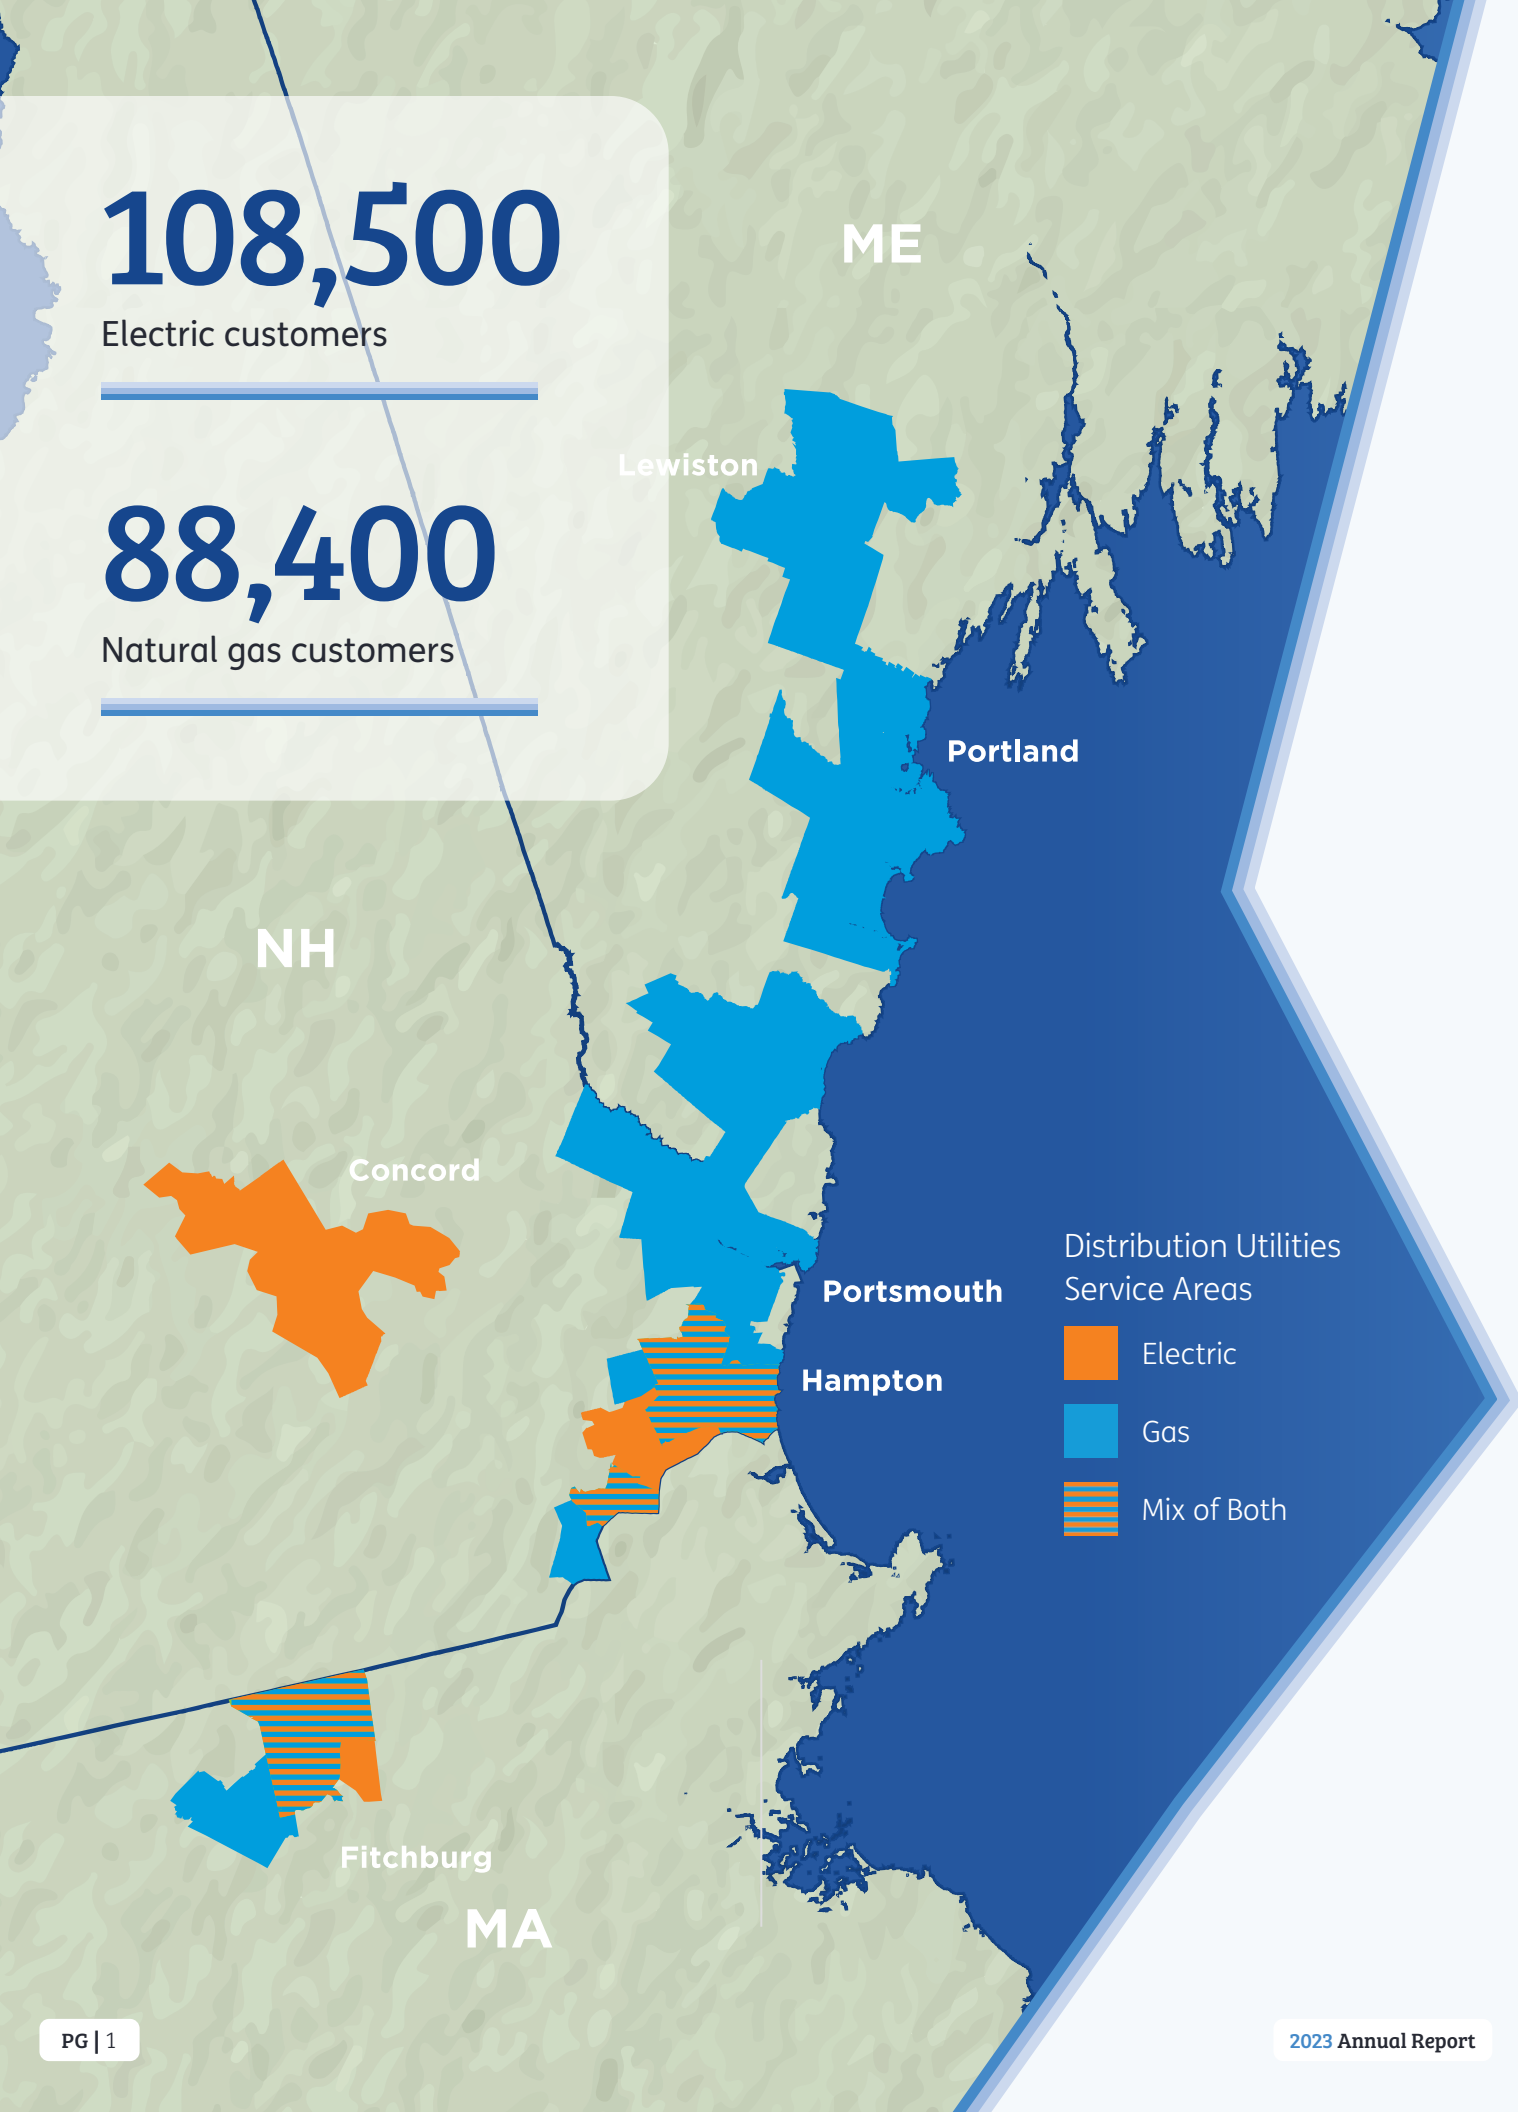 108,500
Electric customers
88,400
Natural gas customers
ME
Lewiston
Portland
NH
Concord
Portsmouth
Hampton
Distribution Utilities
Service Areas
Electric
Gas
Mix of Both
Fitchburg
MA
PG | 1
2023 Annual Report